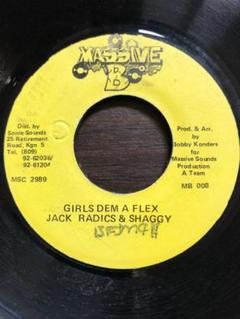 MASSIVE
B
Dist. by
Sonic Sounds
25 Retirement
Road, Kgn 5
Tel: (809)
92-62036/
92-61204
Prod. & Arr.
by
Bobby Konders
for
Massive Sounds
Production
A Team
MSC 2989
MB 008
GIRLS DEM A FLEX
JACK RADICS & SHAGGY